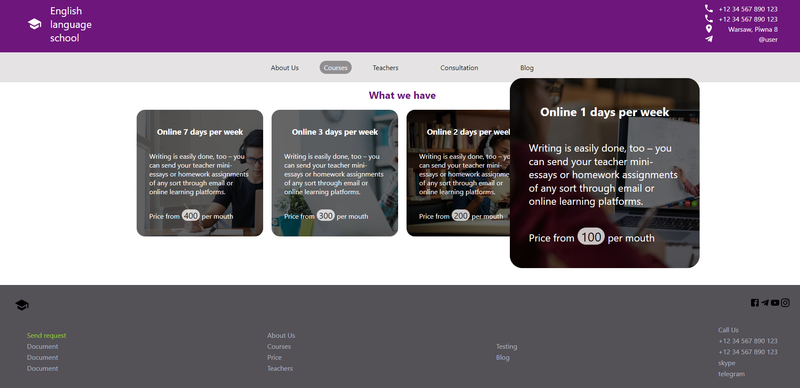 English
language
school
+12 34 567 890 123
+12 34 567 890 123
Warsaw, Piwna 8
@user
About Us
Courses
Teachers
Consultation
Blog
What we have
Online 7 days per week
Writing is easily done, too – you
can send your teacher mini-
essays or homework assignments
of any sort through email or
online learning platforms.
Price from 400 per mouth
Online 3 days per week
Writing is easily done, too – you
can send your teacher mini-
essays or homework assignments
of any sort through email or
online learning platforms.
Price from 300 per mouth
Online 2 days per week
Writing is easily done, too – you
can send your teacher mini-
essays or homework assignments
of any sort through email or
online learning platforms.
Price from 200 per mouth
Online 1 days per week
Writing is easily done, too – you
can send your teacher mini-
essays or homework assignments
of any sort through email or
online learning platforms.
Price from 100 per mouth
Send request
Document
Document
Document
About Us
Courses
Price
Teachers
Testing
Blog
Call Us
+12 34 567 890 123
+12 34 567 890 123
skype
telegram